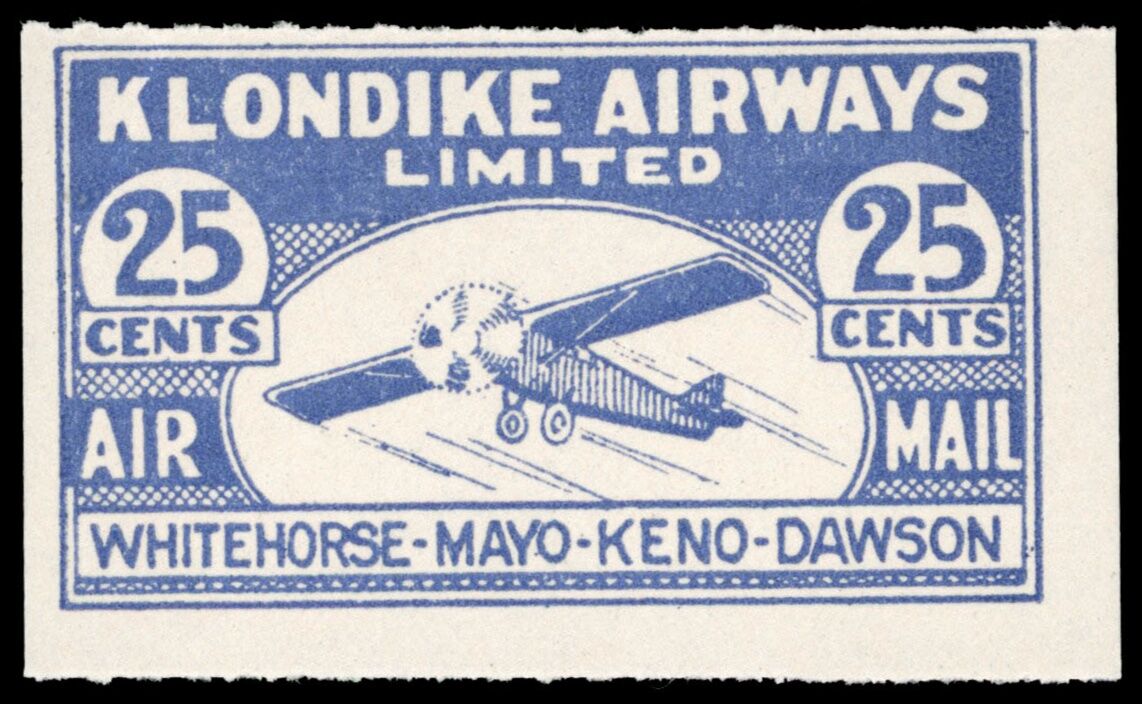 KLONDIKE AIRWAYS
LIMITED
25 25
CENTS CENTS
AIR MAIL
WHITEHORSE-MAYO-KENO-DAWSON